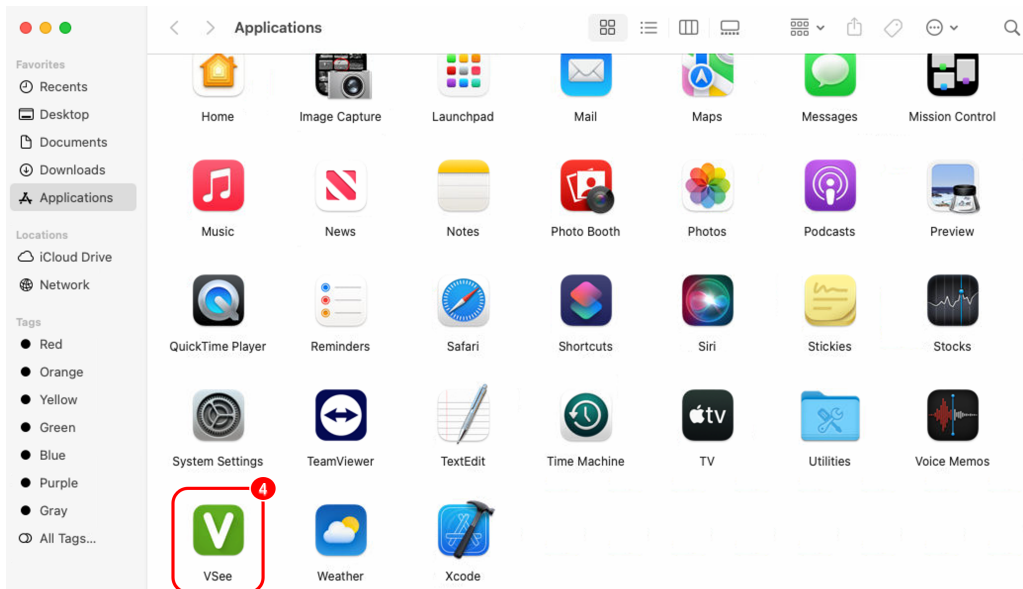 Applications
Favorites
Recents
Desktop
Documents
Downloads
Applications
Locations
iCloud Drive
Network
Tags
Red
Orange
Yellow
Green
Blue
Purple
Gray
All Tags...
Home
Image Capture
Launchpad
Mail
Maps
Messages
Mission Control
Music
News
Notes
Photo Booth
Photos
Podcasts
Preview
QuickTime Player
Reminders
Safari
Shortcuts
Siri
Stickies
Stocks
tv
System Settings
TeamViewer
TextEdit
Time Machine
TV
Utilities
Voice Memos
4
V
VSee
Weather
Xcode